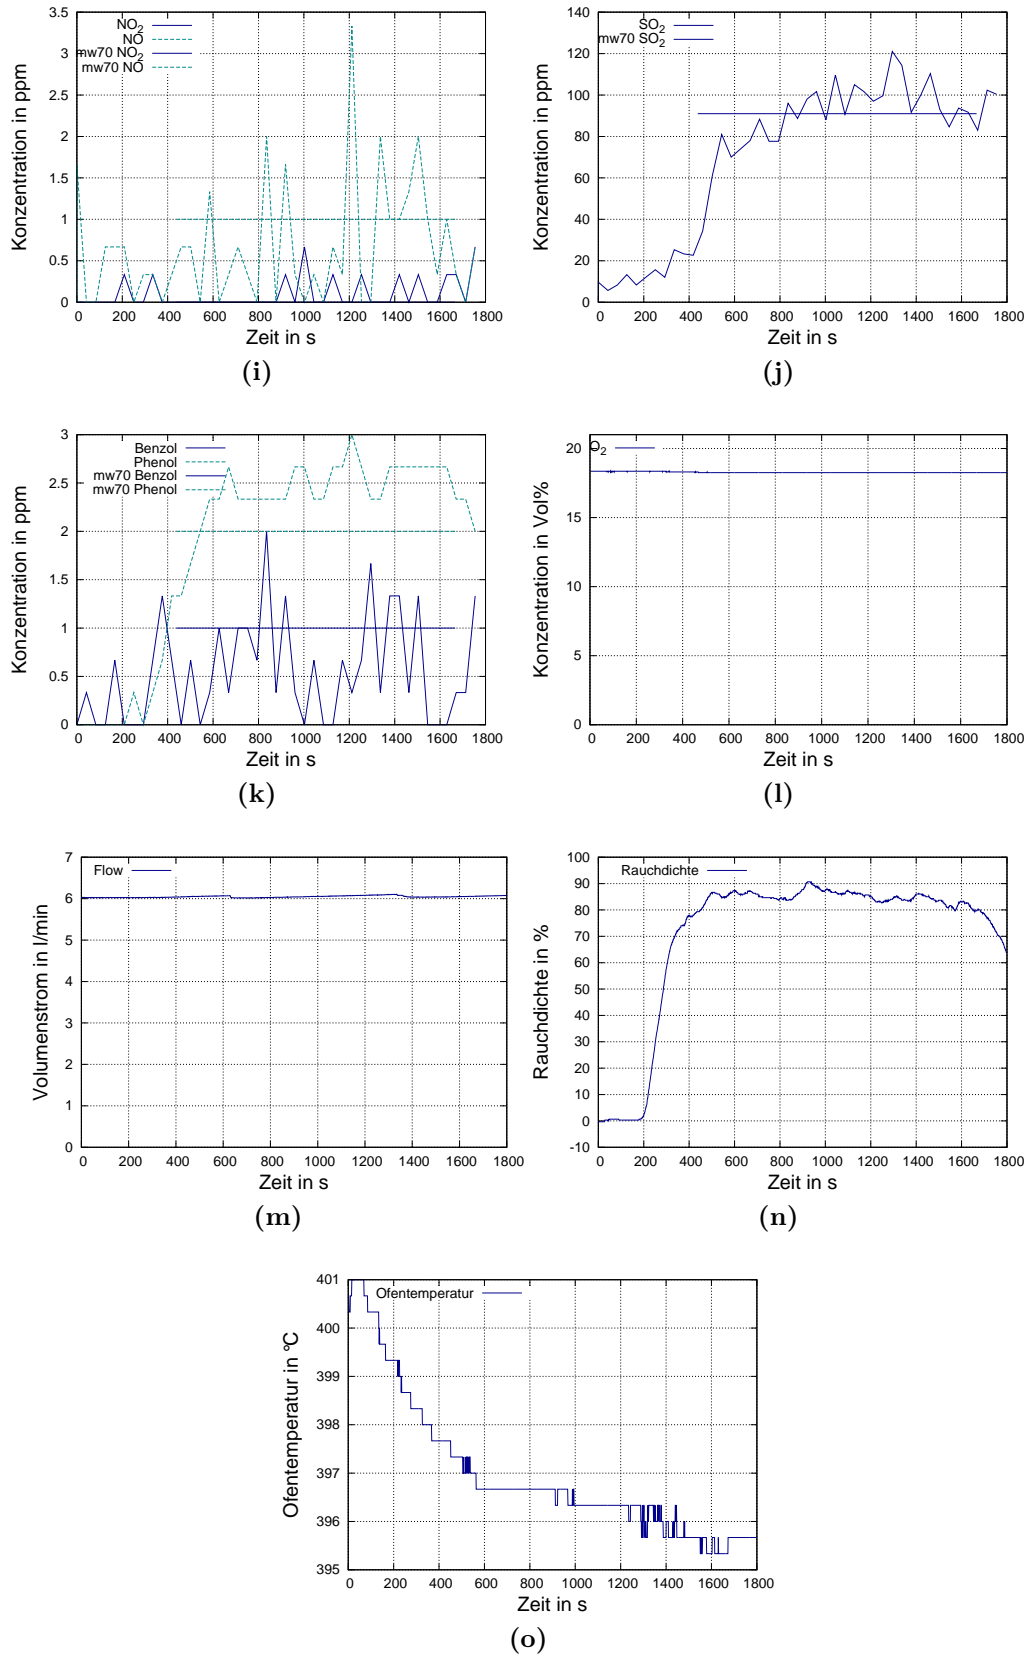 3.5
3
2.5
2
1.5
1
0.5
0
0 200 400 600 800 1000 1200 1400 1600 1800
Konzentration in ppm
Zeit in s
NO2
NO
mw70 NO2
mw70 NO
(i)
140
120
100
80
60
40
20
0
0 200 400 600 800 1000 1200 1400 1600 1800
Konzentration in ppm
Zeit in s
SO2
mw70 SO2
(j)
3
2.5
2
1.5
1
0.5
0
0 200 400 600 800 1000 1200 1400 1600 1800
Konzentration in ppm
Zeit in s
Benzol
Phenol
mw70 Benzol
mw70 Phenol
(k)
20
15
10
5
0
0 200 400 600 800 1000 1200 1400 1600 1800
Konzentration in Vol%
Zeit in s
O2
(l)
7
6
5
4
3
2
1
0
0 200 400 600 800 1000 1200 1400 1600 1800
Volumenstrom in l/min
Zeit in s
Flow
(m)
100
90
80
70
60
50
40
30
20
10
0
-10
0 200 400 600 800 1000 1200 1400 1600 1800
Rauchdichte in %
Zeit in s
Rauchdichte
(n)
401
400
399
398
397
396
395
0 200 400 600 800 1000 1200 1400 1600 1800
Ofentemperatur in °C
Zeit in s
Ofentemperatur
(o)